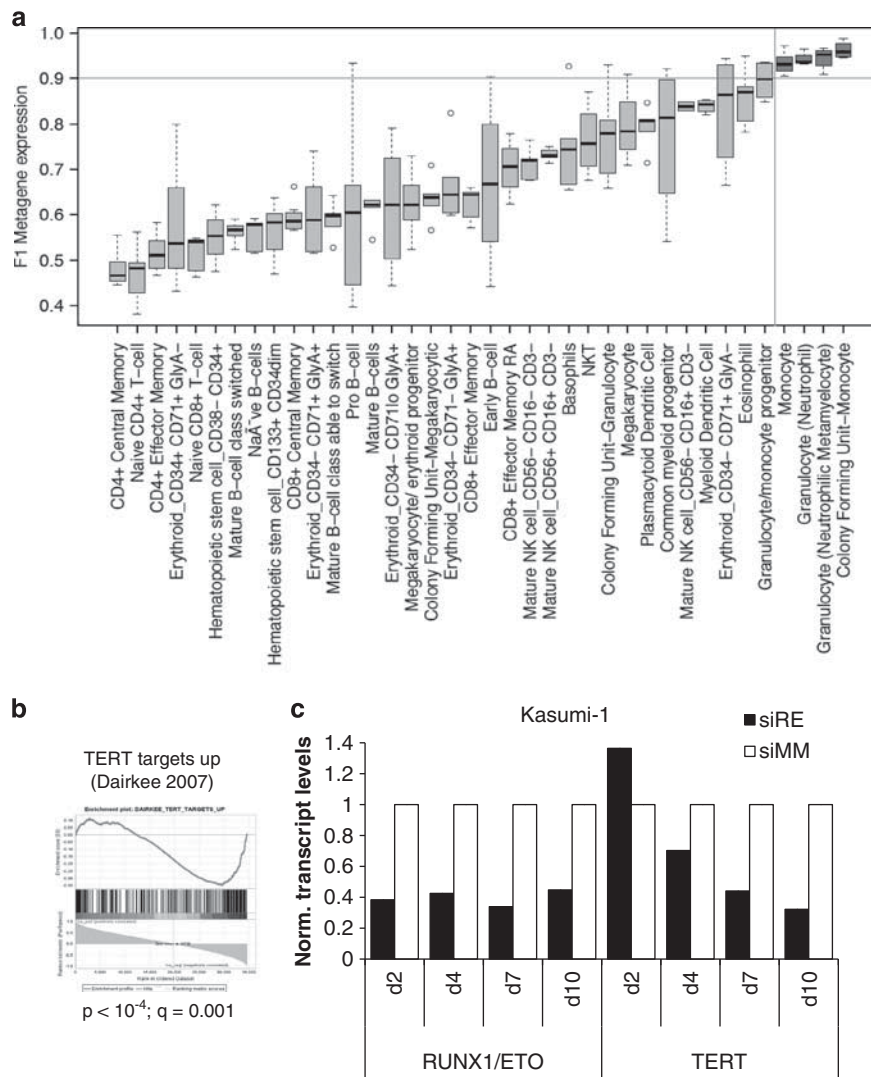 a
F1 Metagene expression
1.0
0.9
0.8
0.7
0.6
0.5
0.4
CD4+ Central Memory
Naive CD4+ T-cell
CD4+ Effector Memory
Erythroid_CD34+ CD71+ GlyA−
Naive CD8+ T-cell
Hematopoietic stem cell_CD38− CD34+
Mature B-cell class switched
NaÃ¯ve B-cells
Hematopoietic stem cell_CD133+ CD34dim
CD8+ Central Memory
Erythroid_CD34− CD71+ GlyA+
Mature B-cell class able to switch
Pro B-cell
Mature B-cells
Erythroid_CD34− CD71lo GlyA+
Megakaryocyte/ erythroid progenitor
Colony Forming Unit−Megakaryocytic
Erythroid_CD34− CD71− GlyA+
CD8+ Effector Memory
Early B-cell
CD8+ Effector Memory RA
Mature NK cell_CD56− CD16− CD3−
Mature NK cell_CD56+ CD16+ CD3−
Basophils
NKT
Colony Forming Unit−Granulocyte
Megakaryocyte
Plasmacytoid Dendritic Cell
Common myeloid progenitor
Mature NK cell_CD56− CD16+ CD3−
Myeloid Dendritic Cell
Erythroid_CD34− CD71+ GlyA−
Eosinophill
Granulocyte/monocyte progenitor
Monocyte
Granulocyte (Neutrophil)
Granulocyte (Neutrophilic Metamyelocyte)
Colony Forming Unit−Monocyte
b
TERT targets up
(Dairkee 2007)
Enrichment plot: DAIRKEE_TERT_TARGETS_UP
p < 10⁻⁴; q = 0.001
c
Kasumi-1
siRE
siMM
Norm. transcript levels
1.4
1.2
1
0.8
0.6
0.4
0.2
0
d2 d4 d7 d10 d2 d4 d7 d10
RUNX1/ETO TERT